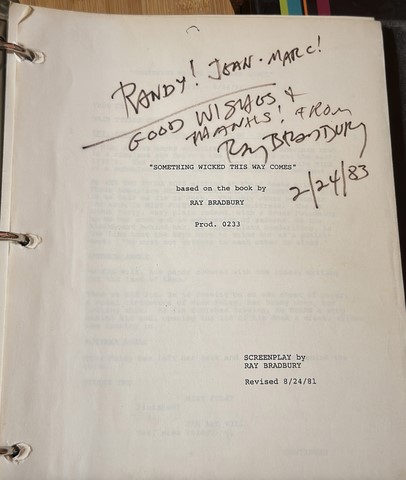 RANDY! JEAN-MARC!
GOOD WISHES &
THANKS! FROM
RAY BRADBURY
2/24/83
"SOMETHING WICKED THIS WAY COMES"
based on the book by
RAY BRADBURY
Prod. 0233
SCREENPLAY by
RAY BRADBURY
Revised 8/24/81